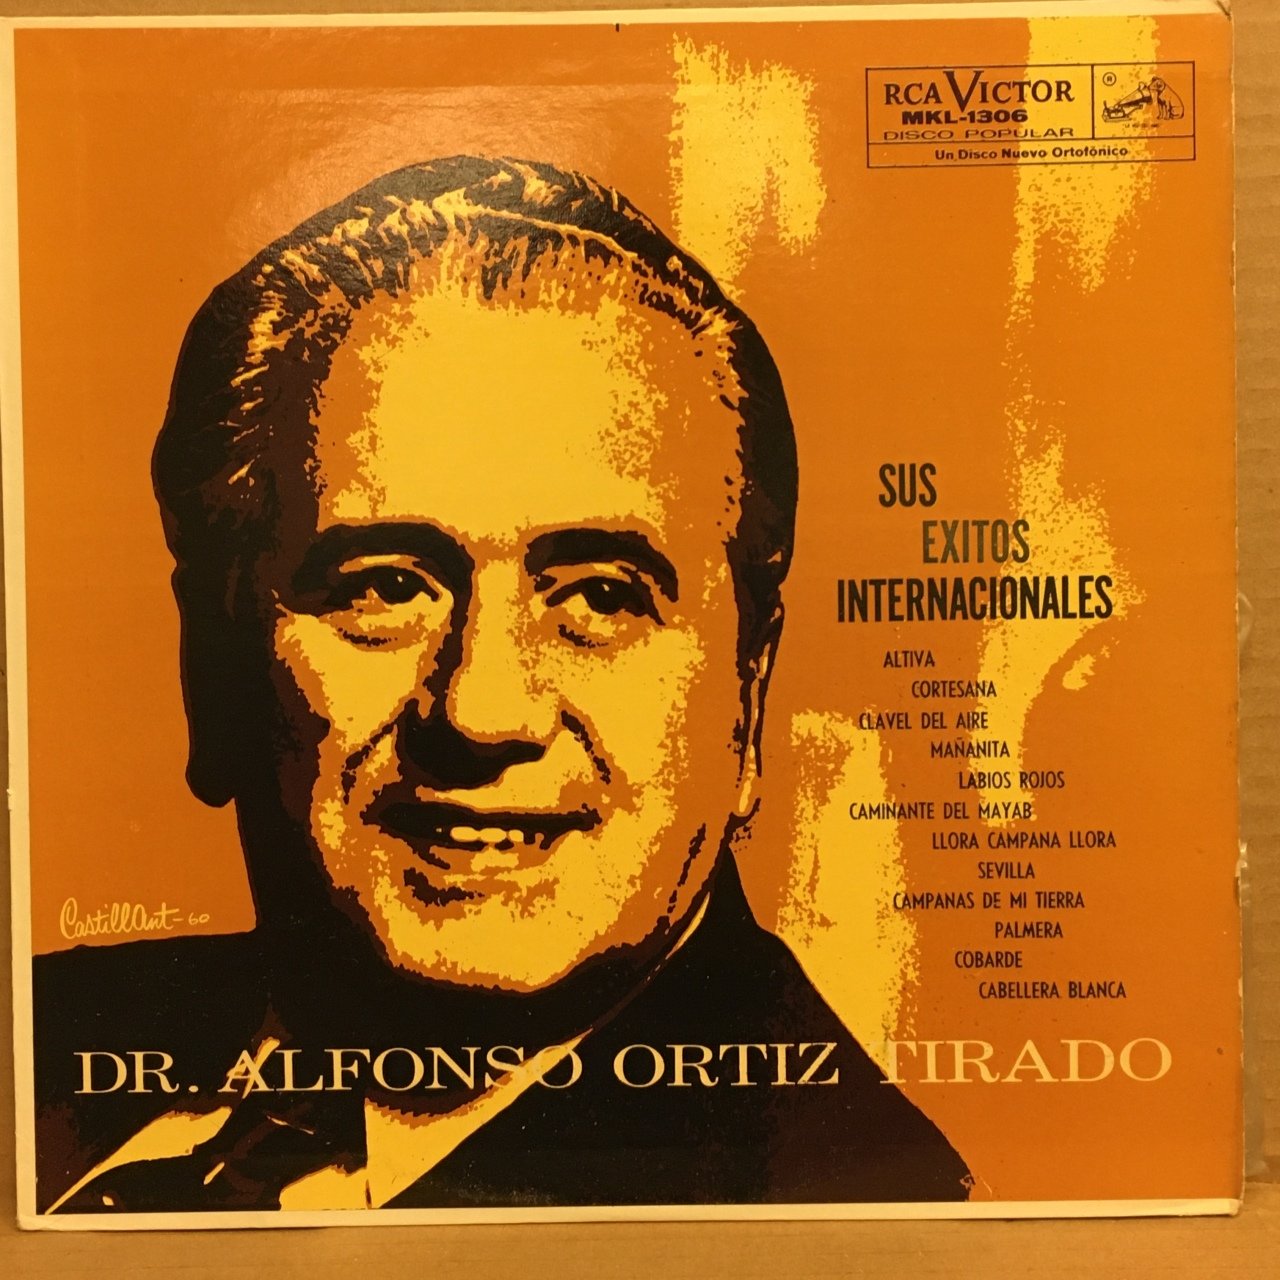 RCA VICTOR
MKL-1306
DISCO POPULAR
Un Disco Nuevo Ortofónico
SUS
EXITOS
INTERNACIONALES
ALTIVA
CORTESANA
CLAVEL DEL AIRE
MAÑANITA
LABIOS ROJOS
CAMINANTE DEL MAYAB
LLORA CAMPANA LLORA
SEVILLA
CAMPANAS DE MI TIERRA
PALMERA
COBARDE
CABELLERA BLANCA
Castillant-60
DR. ALFONSO ORTIZ TIRADO